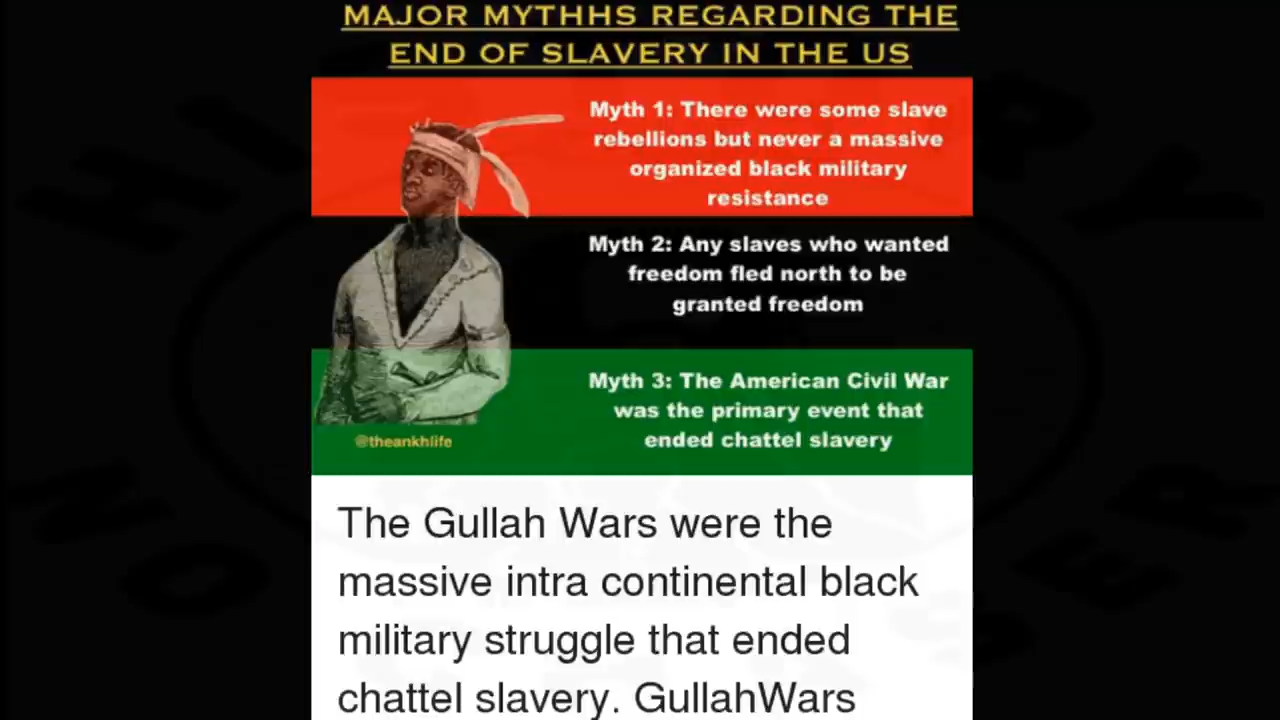 MAJOR MYTHHS REGARDING THE
END OF SLAVERY IN THE US
Myth 1: There were some slave
rebellions but never a massive
organized black military
resistance
Myth 2: Any slaves who wanted
freedom fled north to be
granted freedom
Myth 3: The American Civil War
was the primary event that
ended chattel slavery
@theankhlife
The Gullah Wars were the
massive intra continental black
military struggle that ended
chattel slavery. GullahWars